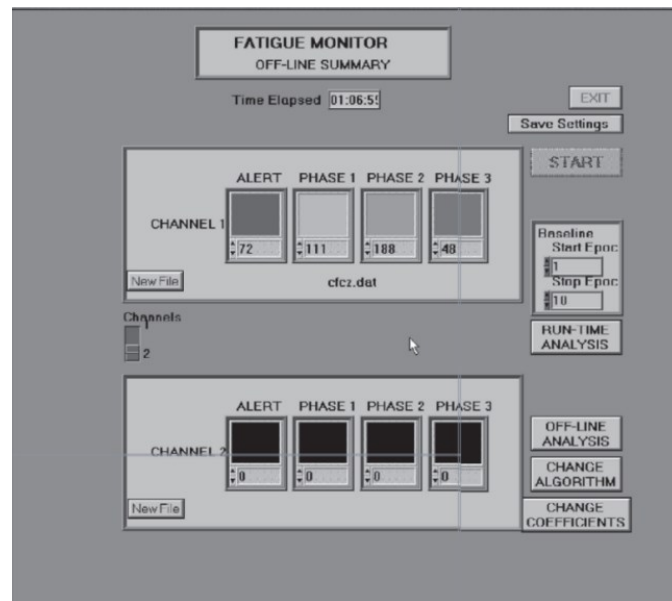 FATIGUE MONITOR
OFF-LINE SUMMARY
Time Elapsed 01:06:55
EXIT
Save Settings
START
ALERT PHASE 1 PHASE 2 PHASE 3
CHANNEL 1
72 111 188 48
New File
cfcz.dat
Baseline
Start Epoc
1
Stop Epoc
10
RUN-TIME
ANALYSIS
Channels
1
2
ALERT PHASE 1 PHASE 2 PHASE 3
CHANNEL 2
0 0 0 0
New File
OFF-LINE
ANALYSIS
CHANGE
ALGORITHM
CHANGE
COEFFICIENTS